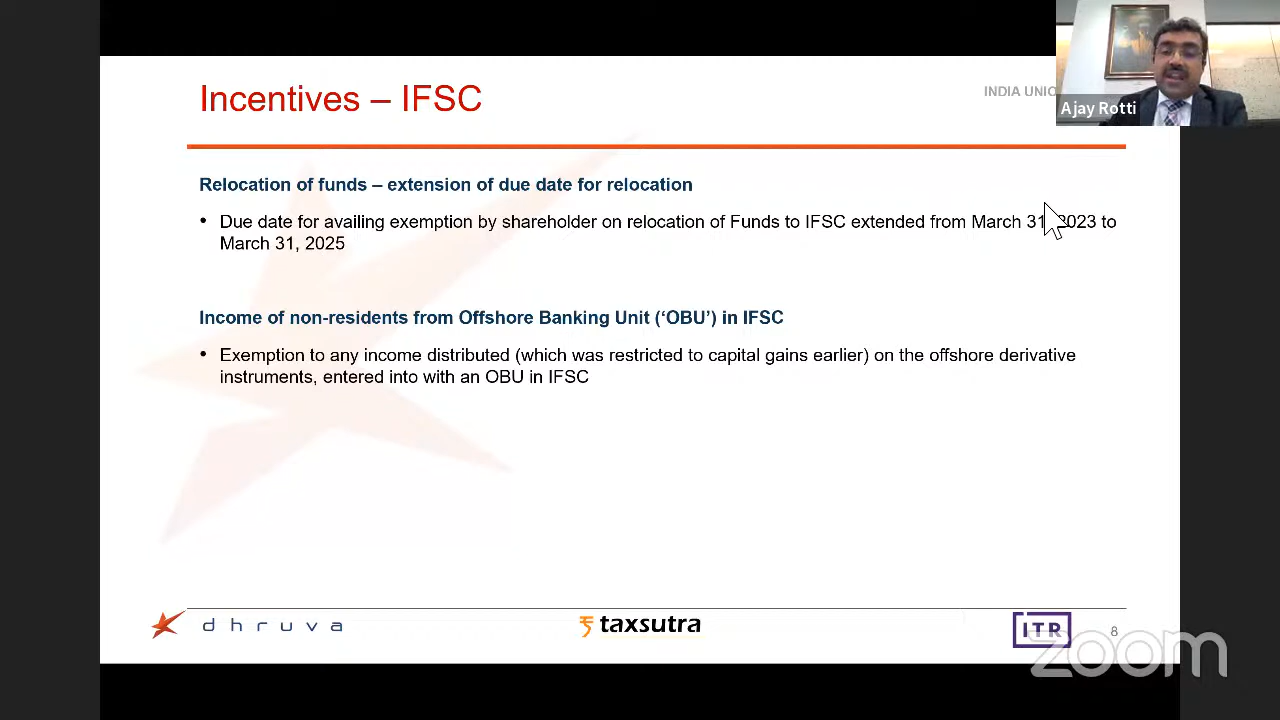 Incentives – IFSC
INDIA UNIO
Ajay Rotti
Relocation of funds – extension of due date for relocation
• Due date for availing exemption by shareholder on relocation of Funds to IFSC extended from March 31, 2023 to
March 31, 2025
Income of non-residents from Offshore Banking Unit (‘OBU’) in IFSC
• Exemption to any income distributed (which was restricted to capital gains earlier) on the offshore derivative
instruments, entered into with an OBU in IFSC
dhruva
taxsutra
ITR
8
zoom